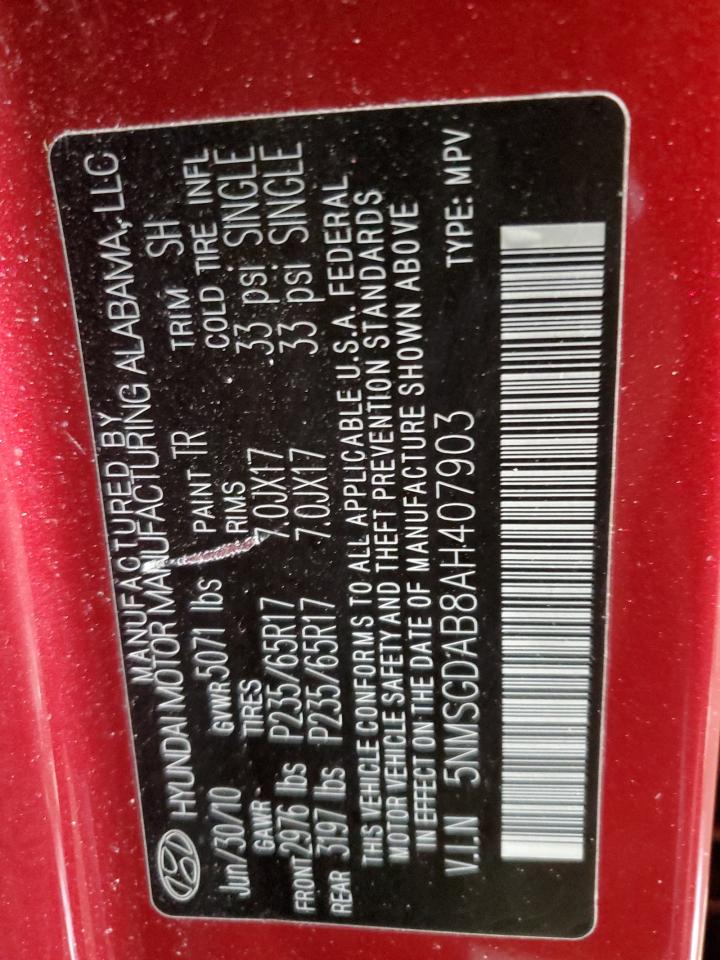 MANUFACTURED BY
HYUNDAI MOTOR MANUFACTURING ALABAMA, LLC
Jun/30/10 GVWR 5071 lbs PAINT TR TRIM SH
GAWR TIRES RIMS COLD TIRE INFL
FRONT 2976 lbs P235/65R17 7.0JX17 33 psi SINGLE
REAR 3197 lbs P235/65R17 7.0JX17 33 psi SINGLE
THIS VEHICLE CONFORMS TO ALL APPLICABLE U.S.A. FEDERAL
MOTOR VEHICLE SAFETY AND THEFT PREVENTION STANDARDS
IN EFFECT ON THE DATE OF MANUFACTURE SHOWN ABOVE
V.I.N 5NMSGDAB8AH407903 TYPE: MPV